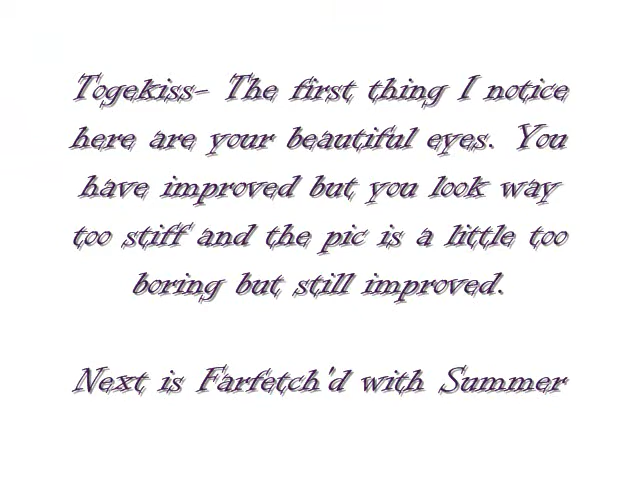 Togekiss- The first thing I notice
here are your beautiful eyes. You
have improved but you look way
too stiff and the pic is a little too
boring but still improved.
Next is Farfetch'd with Summer